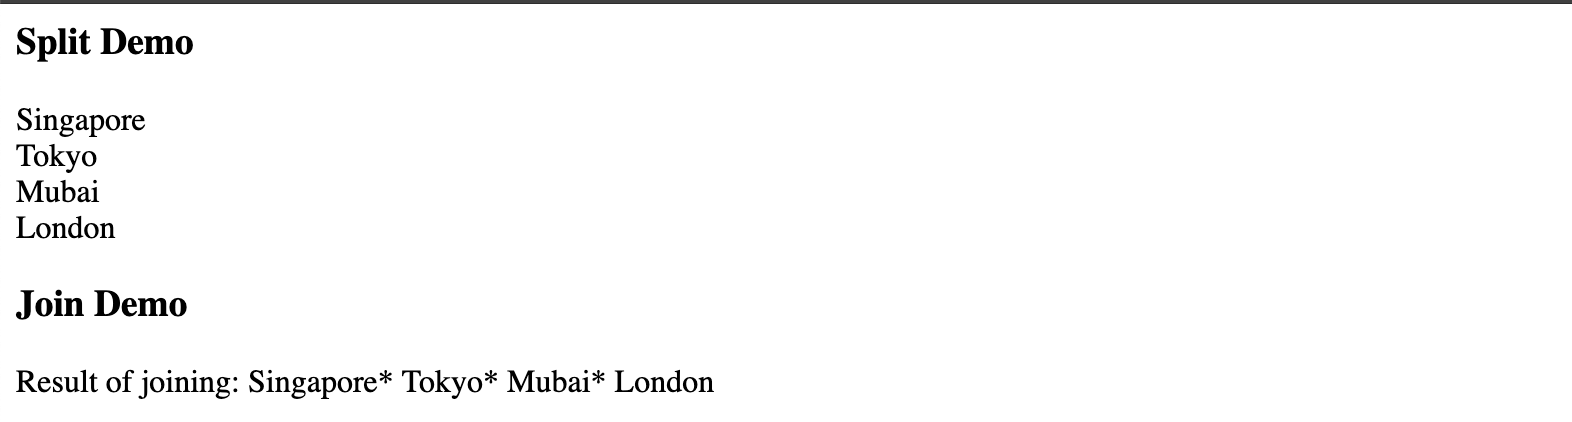 Split Demo
Singapore
Tokyo
Mubai
London
Join Demo
Result of joining: Singapore* Tokyo* Mubai* London